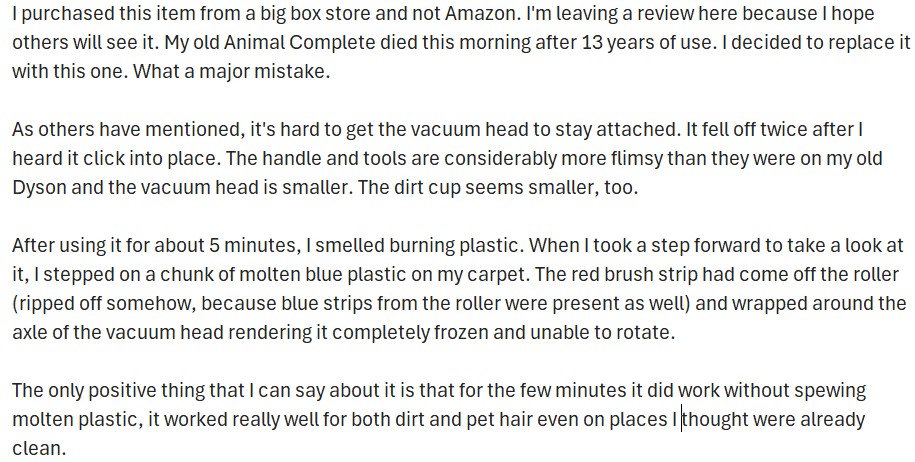 I purchased this item from a big box store and not Amazon. I'm leaving a review here because I hope
others will see it. My old Animal Complete died this morning after 13 years of use. I decided to replace it
with this one. What a major mistake.
As others have mentioned, it's hard to get the vacuum head to stay attached. It fell off twice after I
heard it click into place. The handle and tools are considerably more flimsy than they were on my old
Dyson and the vacuum head is smaller. The dirt cup seems smaller, too.
After using it for about 5 minutes, I smelled burning plastic. When I took a step forward to take a look at
it, I stepped on a chunk of molten blue plastic on my carpet. The red brush strip had come off the roller
(ripped off somehow, because blue strips from the roller were present as well) and wrapped around the
axle of the vacuum head rendering it completely frozen and unable to rotate.
The only positive thing that I can say about it is that for the few minutes it did work without spewing
molten plastic, it worked really well for both dirt and pet hair even on places I thought were already
clean.